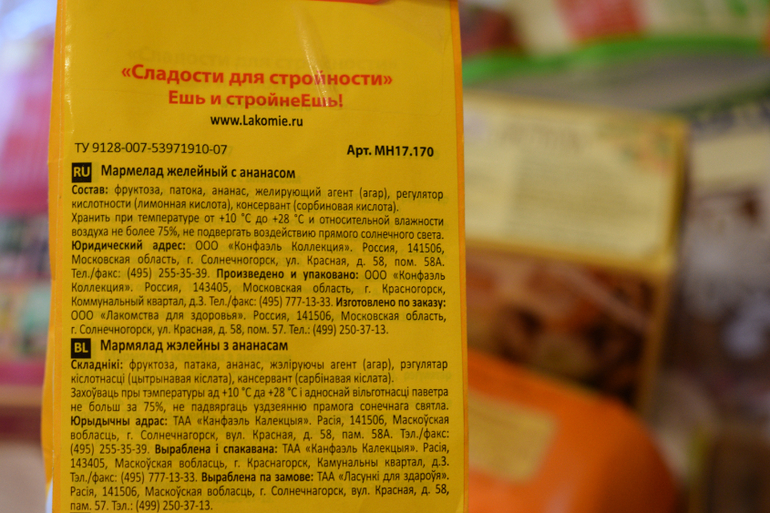 «Сладости для стройности»
Ешь и стройнеЕшь!
www.Lakomie.ru
ТУ 9128-007-53971910-07 Арт. МН17.170
RU Мармелад желейный с ананасом
Состав: фруктоза, патока, ананас, желирующий агент (агар), регулятор
кислотности (лимонная кислота), консервант (сорбиновая кислота).
Хранить при температуре от +10 °С до +28 °С и относительной влажности
воздуха не более 75%, не подвергать воздействию прямого солнечного света.
Юридический адрес: ООО «Конфаэль Коллекция». Россия, 141506,
Московская область, г. Солнечногорск, ул. Красная, д. 58, пом. 58А.
Тел./факс: (495) 255-35-39. Произведено и упаковано: ООО «Конфаэль
Коллекция». Россия, 143405, Московская область, г. Красногорск,
Коммунальный квартал, д.3. Тел./факс: (495) 777-13-33. Изготовлено по заказу:
ООО «Лакомства для здоровья». Россия, 141506, Московская область,
г. Солнечногорск, ул. Красная, д. 58, пом. 57. Тел.: (499) 250-37-13.
BL Мармялад жэлейны з ананасам
Складнікі: фруктоза, патака, ананас, жэліруючы агент (агар), рэгулятар
кіслотнасці (цытрынавая кіслата), кансервант (сарбінавая кіслата).
Захоўваць пры тэмпературы ад +10 °С да +28 °С і адноснай вільготнасці паветра
не больш за 75%, не падвяргаць уздзеянню прамога сонечнага святла.
Юрыдычны адрас: ТАА «Канфаэль Калекцыя». Расія, 141506, Маскоўская
вобласць, г. Солнечнагорск, вул. Красная, д. 58, пам. 58А. Тэл./факс:
(495) 255-35-39. Выраблена і спакавана: ТАА «Канфаэль Калекцыя». Расія,
143405, Маскоўская вобласць, г. Краснагорск, Камунальны квартал, д.3.
Тэл./факс: (495) 777-13-33. Выраблена па замове: ТАА «Ласункі для здароўя».
Расія, 141506, Маскоўская вобласць, г. Солнечнагорск, вул. Красная, д. 58,
пам. 57. Тэл.: (499) 250-37-13.